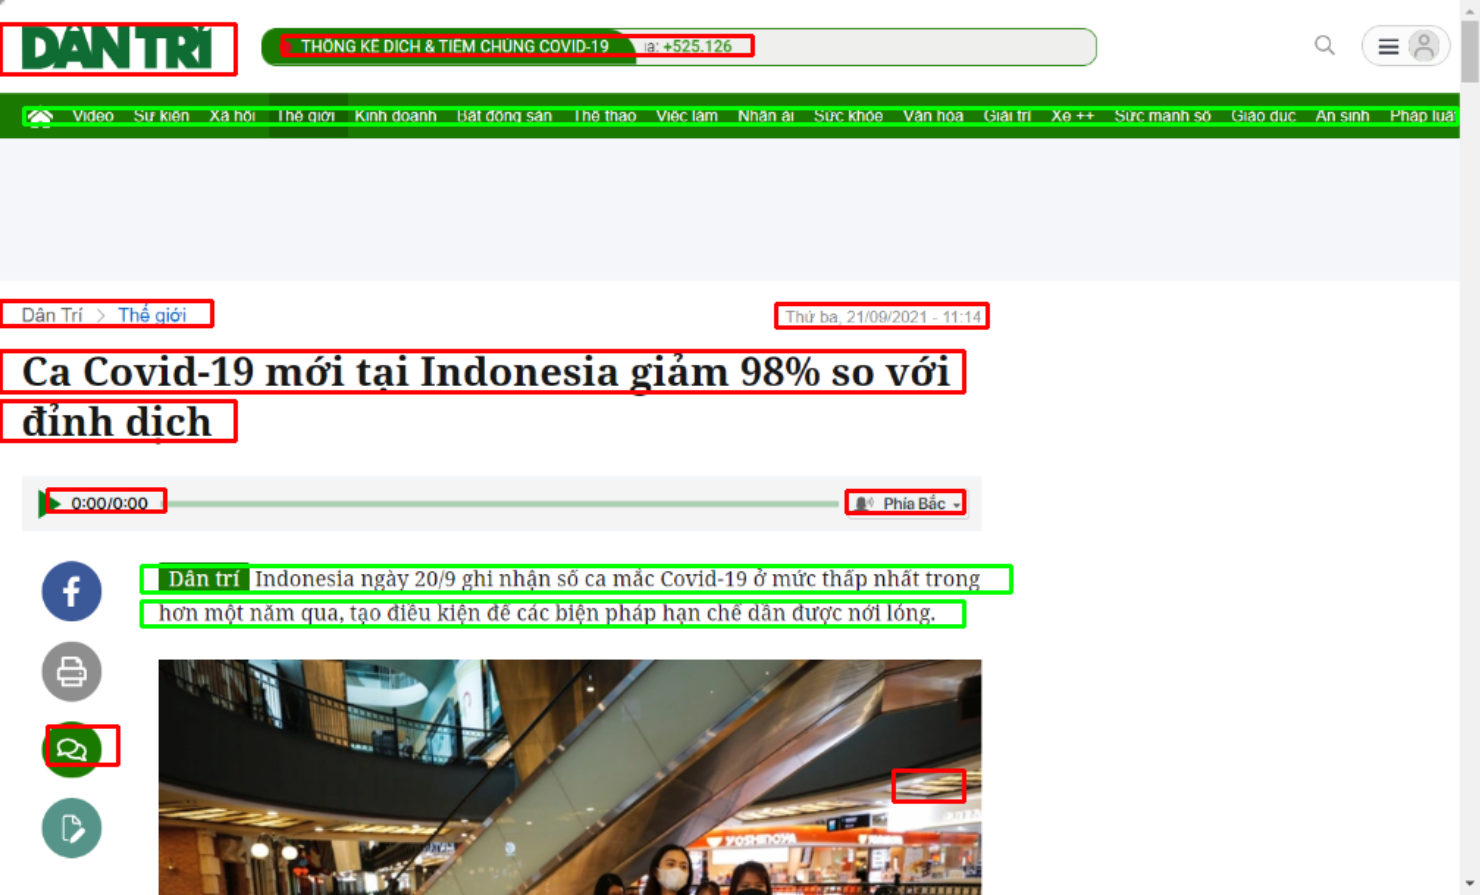 DÂN TRÍ
THỐNG KÊ DỊCH & TIÊM CHỦNG COVID-19 +525.126
Video Sự kiện Xã hội Thế giới Kinh doanh Bất động sản Thể thao Việc làm Nhân ái Sức khỏe Văn hóa Giải trí Xe ++ Sức mạnh số Giáo dục An sinh Pháp luật
Dân Trí > Thế giới
Thứ ba, 21/09/2021 - 11:14
Ca Covid-19 mới tại Indonesia giảm 98% so với
đỉnh dịch
0:00/0:00
Phía Bắc
Dân trí Indonesia ngày 20/9 ghi nhận số ca mắc Covid-19 ở mức thấp nhất trong
hơn một năm qua, tạo điều kiện để các biện pháp hạn chế dần được nới lỏng.
YOSHINOYA